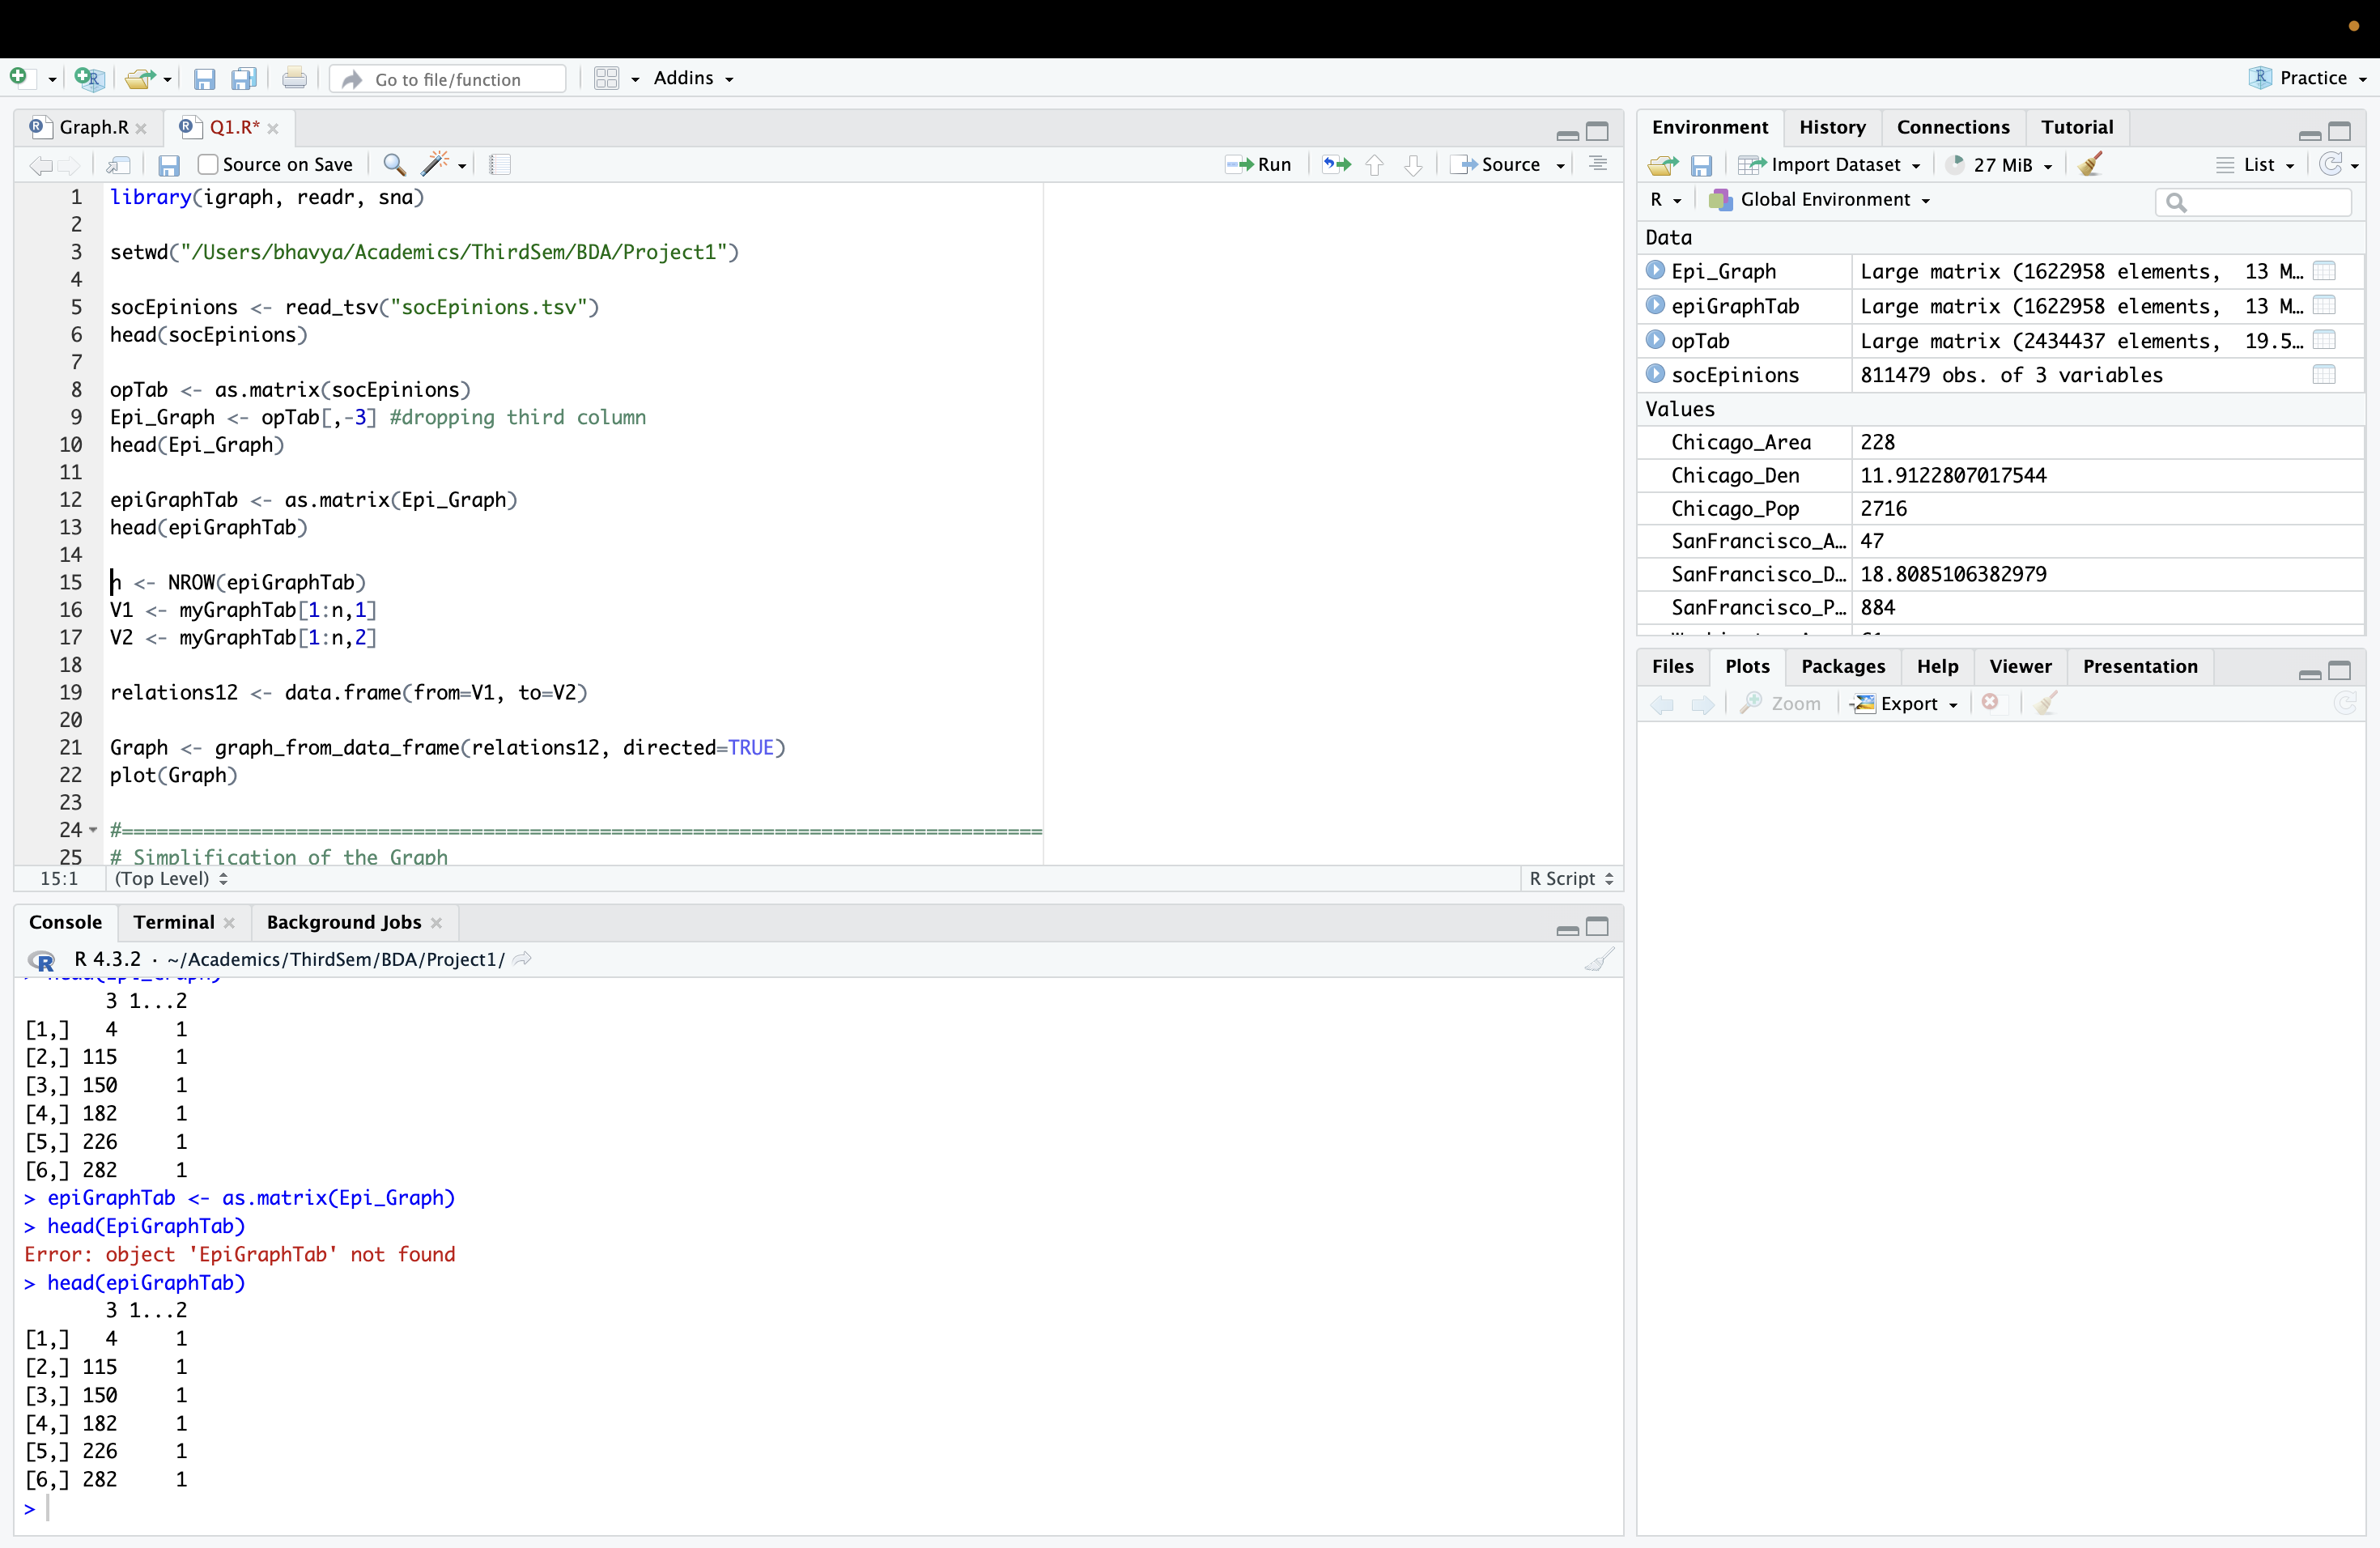 Go to file/function
Addins
Practice
Graph.R
Q1.R*
Source on Save
Run
Source
1 library(igraph, readr, sna)
2
3 setwd("/Users/bhavya/Academics/ThirdSem/BDA/Project1")
4
5 socEpinions <- read_tsv("socEpinions.tsv")
6 head(socEpinions)
7
8 opTab <- as.matrix(socEpinions)
9 Epi_Graph <- opTab[,-3] #dropping third column
10 head(Epi_Graph)
11
12 epiGraphTab <- as.matrix(Epi_Graph)
13 head(epiGraphTab)
14
15 n <- NROW(epiGraphTab)
16 V1 <- myGraphTab[1:n,1]
17 V2 <- myGraphTab[1:n,2]
18
19 relations12 <- data.frame(from=V1, to=V2)
20
21 Graph <- graph_from_data_frame(relations12, directed=TRUE)
22 plot(Graph)
23
24 #===============================================================================
25 # Simplification of the Graph
15:1 (Top Level) R Script
Console Terminal Background Jobs
R 4.3.2 · ~/Academics/ThirdSem/BDA/Project1/
> head(Epi_Graph)
3 1...2
[1,] 4 1
[2,] 115 1
[3,] 150 1
[4,] 182 1
[5,] 226 1
[6,] 282 1
> epiGraphTab <- as.matrix(Epi_Graph)
> head(EpiGraphTab)
Error: object 'EpiGraphTab' not found
> head(epiGraphTab)
3 1...2
[1,] 4 1
[2,] 115 1
[3,] 150 1
[4,] 182 1
[5,] 226 1
[6,] 282 1
>
Environment History Connections Tutorial
Import Dataset 27 MiB List
R Global Environment
Data
Epi_Graph Large matrix (1622958 elements, 13 M…
epiGraphTab Large matrix (1622958 elements, 13 M…
opTab Large matrix (2434437 elements, 19.5…
socEpinions 811479 obs. of 3 variables
Values
Chicago_Area 228
Chicago_Den 11.9122807017544
Chicago_Pop 2716
SanFrancisco_A… 47
SanFrancisco_D… 18.8085106382979
SanFrancisco_P… 884
Files Plots Packages Help Viewer Presentation
Zoom Export